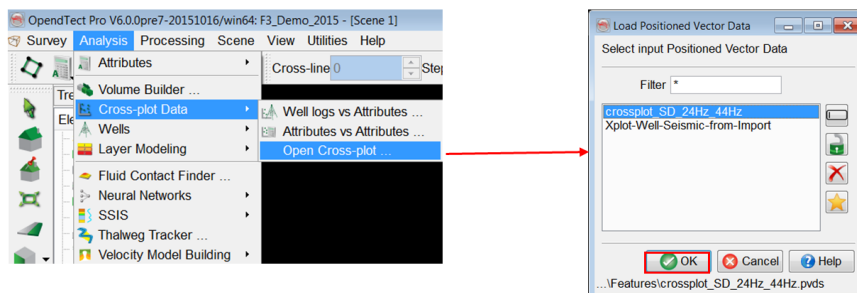 OpendTect Pro V6.0.0pre7-20151016/win64: F3_Demo_2015 - [Scene 1]
Survey Analysis Processing Scene View Utilities Help
Attributes
Cross-line 0
Step
Tre
Volume Builder ...
Ele
Cross-plot Data
Wells
Layer Modeling
Fluid Contact Finder ...
Neural Networks
SSIS
Thalweg Tracker ...
Velocity Model Building
Well logs vs Attributes ...
Attributes vs Attributes ...
Open Cross-plot ...
Load Positioned Vector Data
Select input Positioned Vector Data
Filter *
crossplot_SD_24Hz_44Hz
Xplot-Well-Seismic-from-Import
OK Cancel Help
...\Features\crossplot_SD_24Hz_44Hz.pvds